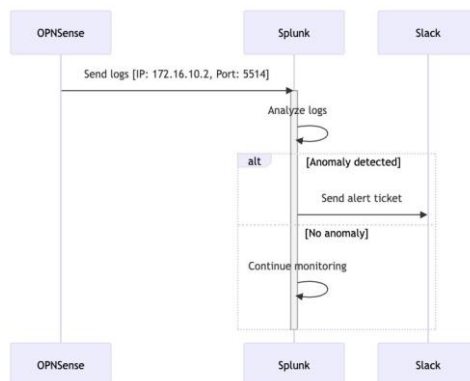 OPNSense Splunk Slack
Send logs [IP: 172.16.10.2, Port: 5514]
Analyze logs
alt [Anomaly detected]
Send alert ticket
[No anomaly]
Continue monitoring
OPNSense Splunk Slack